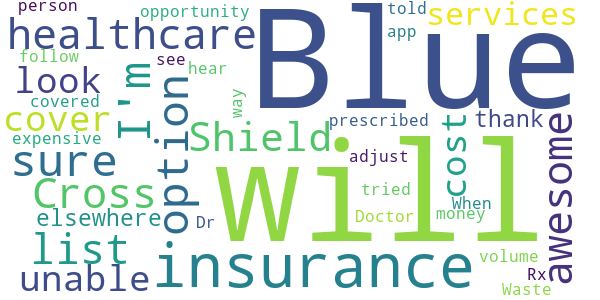 person opportunity told services
healthcare Blue app
follow see hear
look I'm
covered way
cover option Shield prescribed cost thank
expensive
sure adjust awesome
Cross Will tried When
elsewhere Dr Doctor money
list insurance volume
unable Rx
Waste